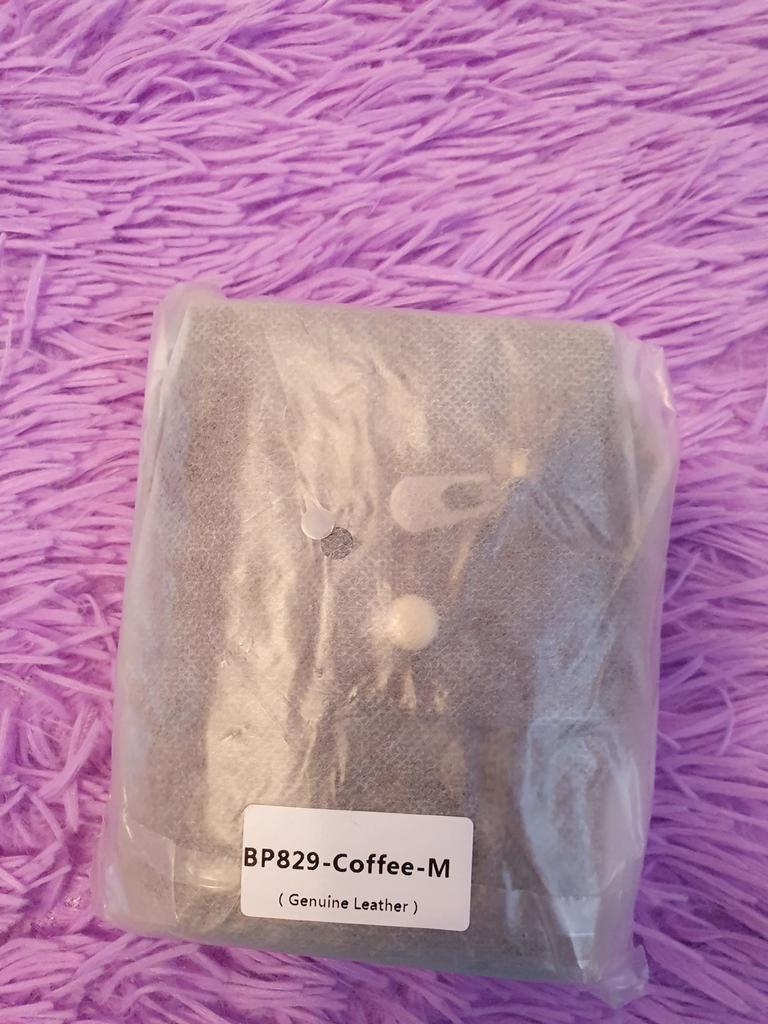 BP829-Coffee-M
( Genuine Leather )